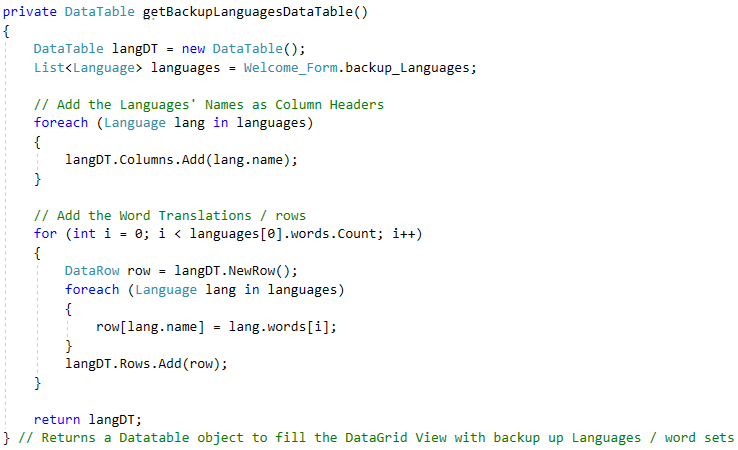 private DataTable getBackupLanguagesDataTable()
{
    DataTable langDT = new DataTable();
    List<Language> languages = Welcome_Form.backup_Languages;

    // Add the Languages' Names as Column Headers
    foreach (Language lang in languages)
    {
        langDT.Columns.Add(lang.name);
    }

    // Add the Word Translations / rows
    for (int i = 0; i < languages[0].words.Count; i++)
    {
        DataRow row = langDT.NewRow();
        foreach (Language lang in languages)
        {
            row[lang.name] = lang.words[i];
        }
        langDT.Rows.Add(row);
    }

    return langDT;
} // Returns a Datatable object to fill the DataGrid View with backup up Languages / word sets